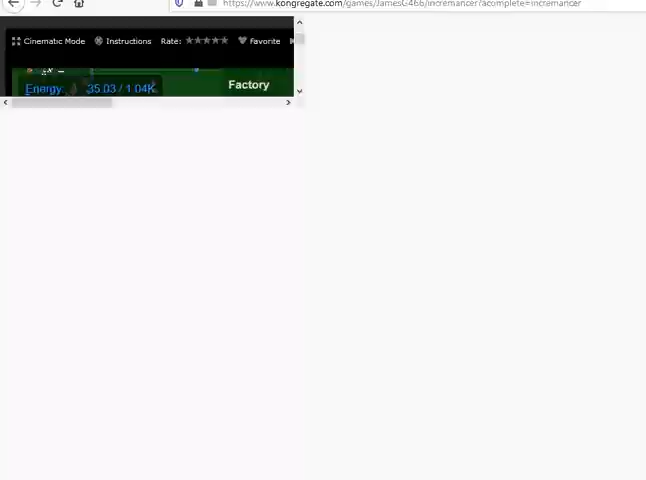 https://www.kongregate.com/games/JamesG466/incremancer?acomplete=incremancer
Cinematic Mode Instructions Rate: Favorite
Energy: 35.03 / 1.04K Factory